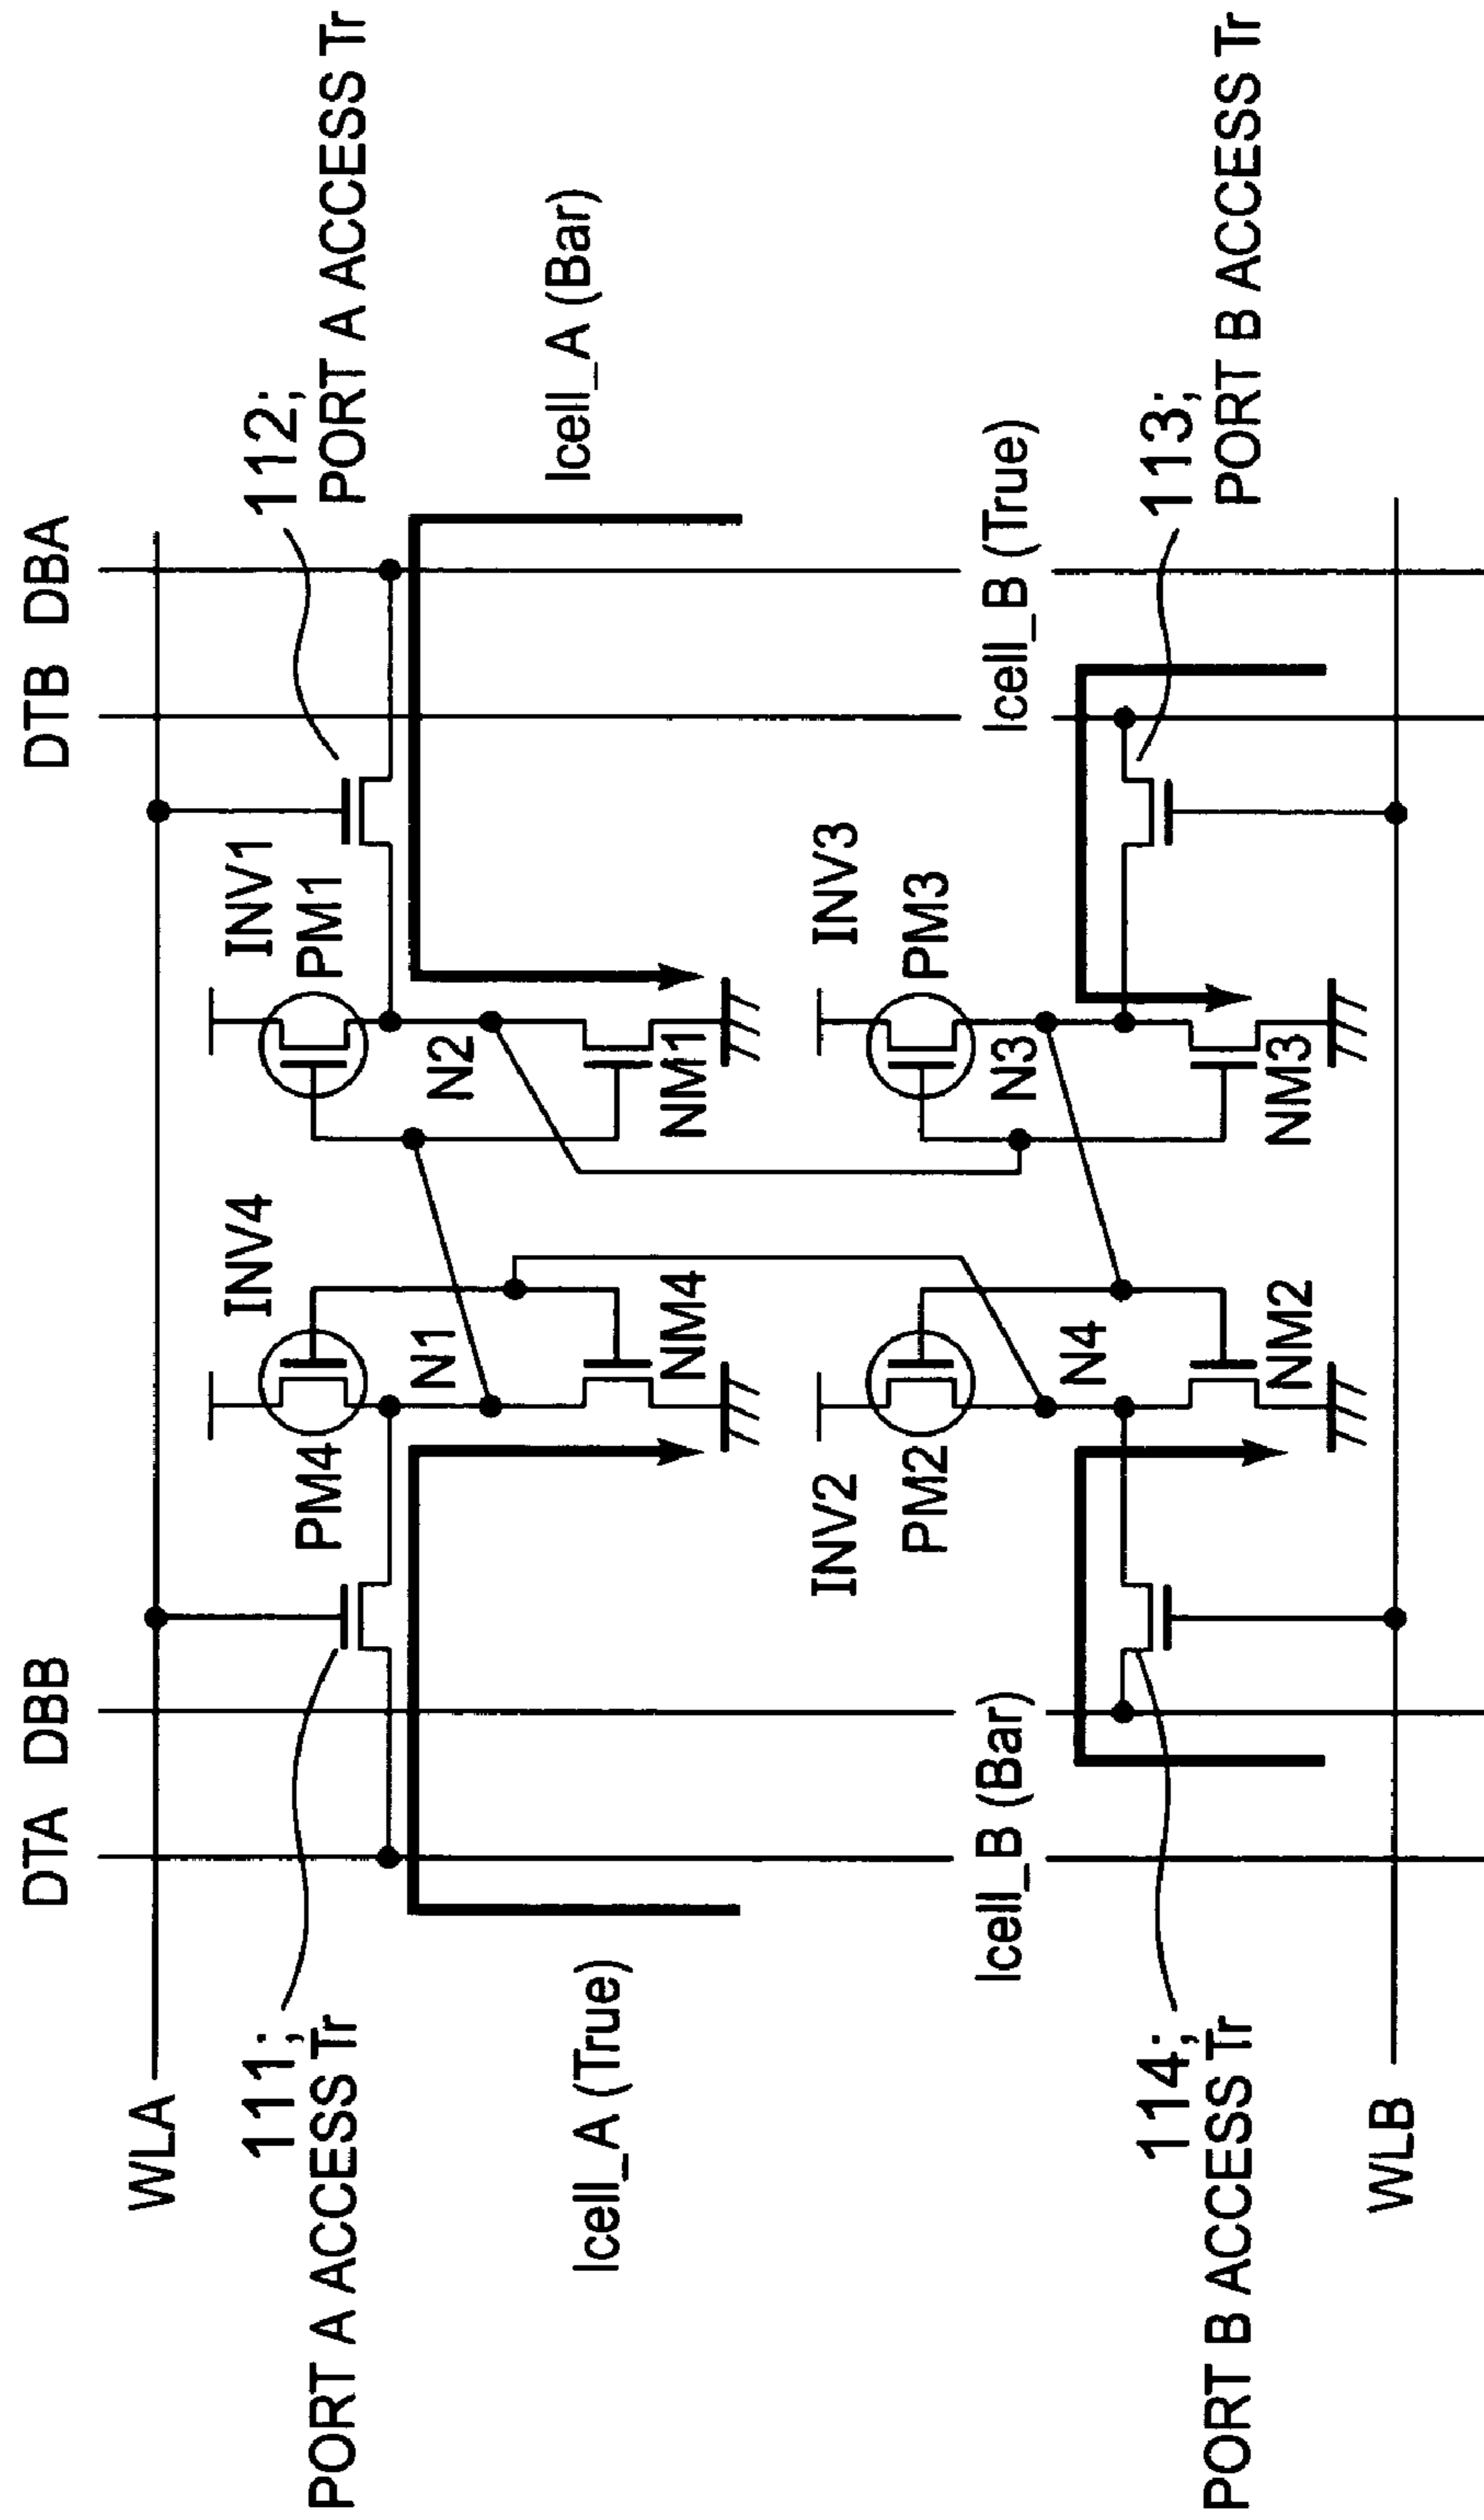 DTA DBB
DTB DBA
WLA
111;
PORT A ACCESS Tr
112;
PORT A ACCESS Tr
INV4
INV1
PM4
PM1
N1
N2
Icell_A (True)
Icell_A (Bar)
NM4
NM1
INV2
INV3
PM2
PM3
Icell_B (Bar)
Icell_B (True)
N4
N3
114;
PORT B ACCESS Tr
113;
PORT B ACCESS Tr
NM2
NM3
WLB